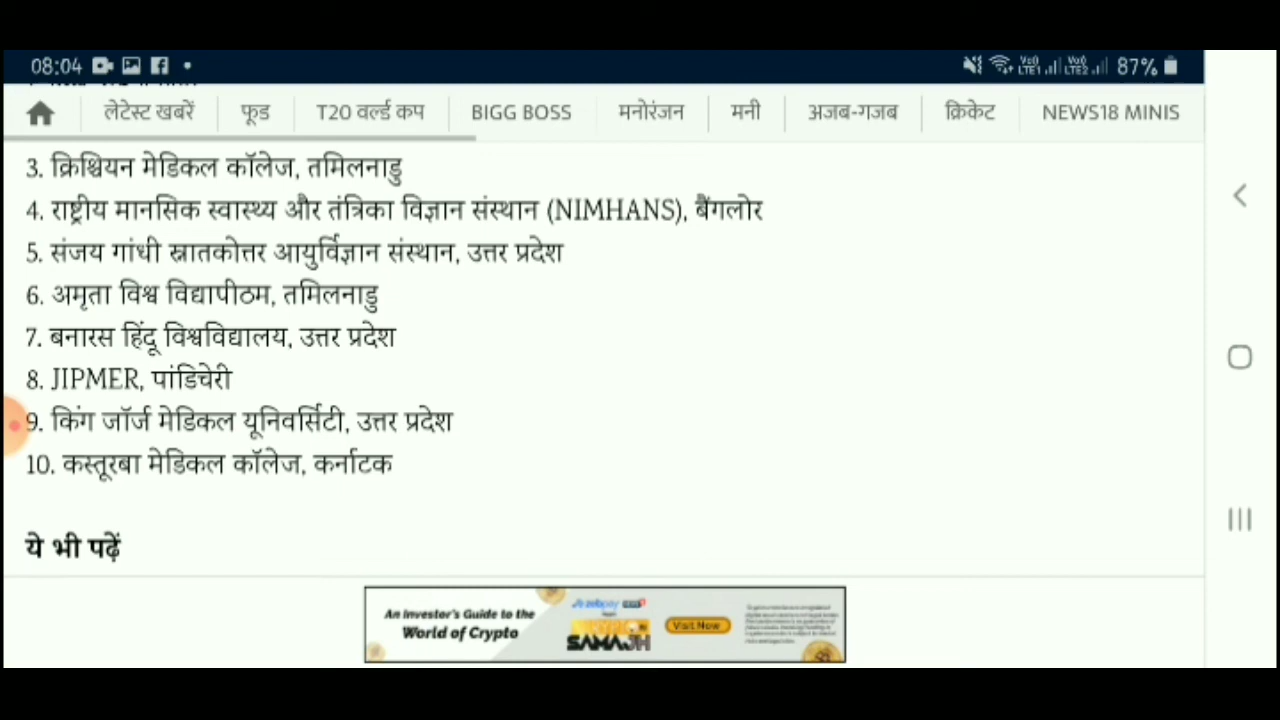 08:04
87%
लेटेस्ट खबरें
फूड
T20 वर्ल्ड कप
BIGG BOSS
मनोरंजन
मनी
अजब-गजब
क्रिकेट
NEWS18 MINIS
3. क्रिश्चियन मेडिकल कॉलेज, तमिलनाडु
4. राष्ट्रीय मानसिक स्वास्थ्य और तंत्रिका विज्ञान संस्थान (NIMHANS), बैंगलोर
5. संजय गांधी स्नातकोत्तर आयुर्विज्ञान संस्थान, उत्तर प्रदेश
6. अमृता विश्व विद्यापीठम, तमिलनाडु
7. बनारस हिंदू विश्वविद्यालय, उत्तर प्रदेश
8. JIPMER, पांडिचेरी
9. किंग जॉर्ज मेडिकल यूनिवर्सिटी, उत्तर प्रदेश
10. कस्तूरबा मेडिकल कॉलेज, कर्नाटक
ये भी पढ़ें
An Investor's Guide to the
World of Crypto
SAMAJH
Visit Now